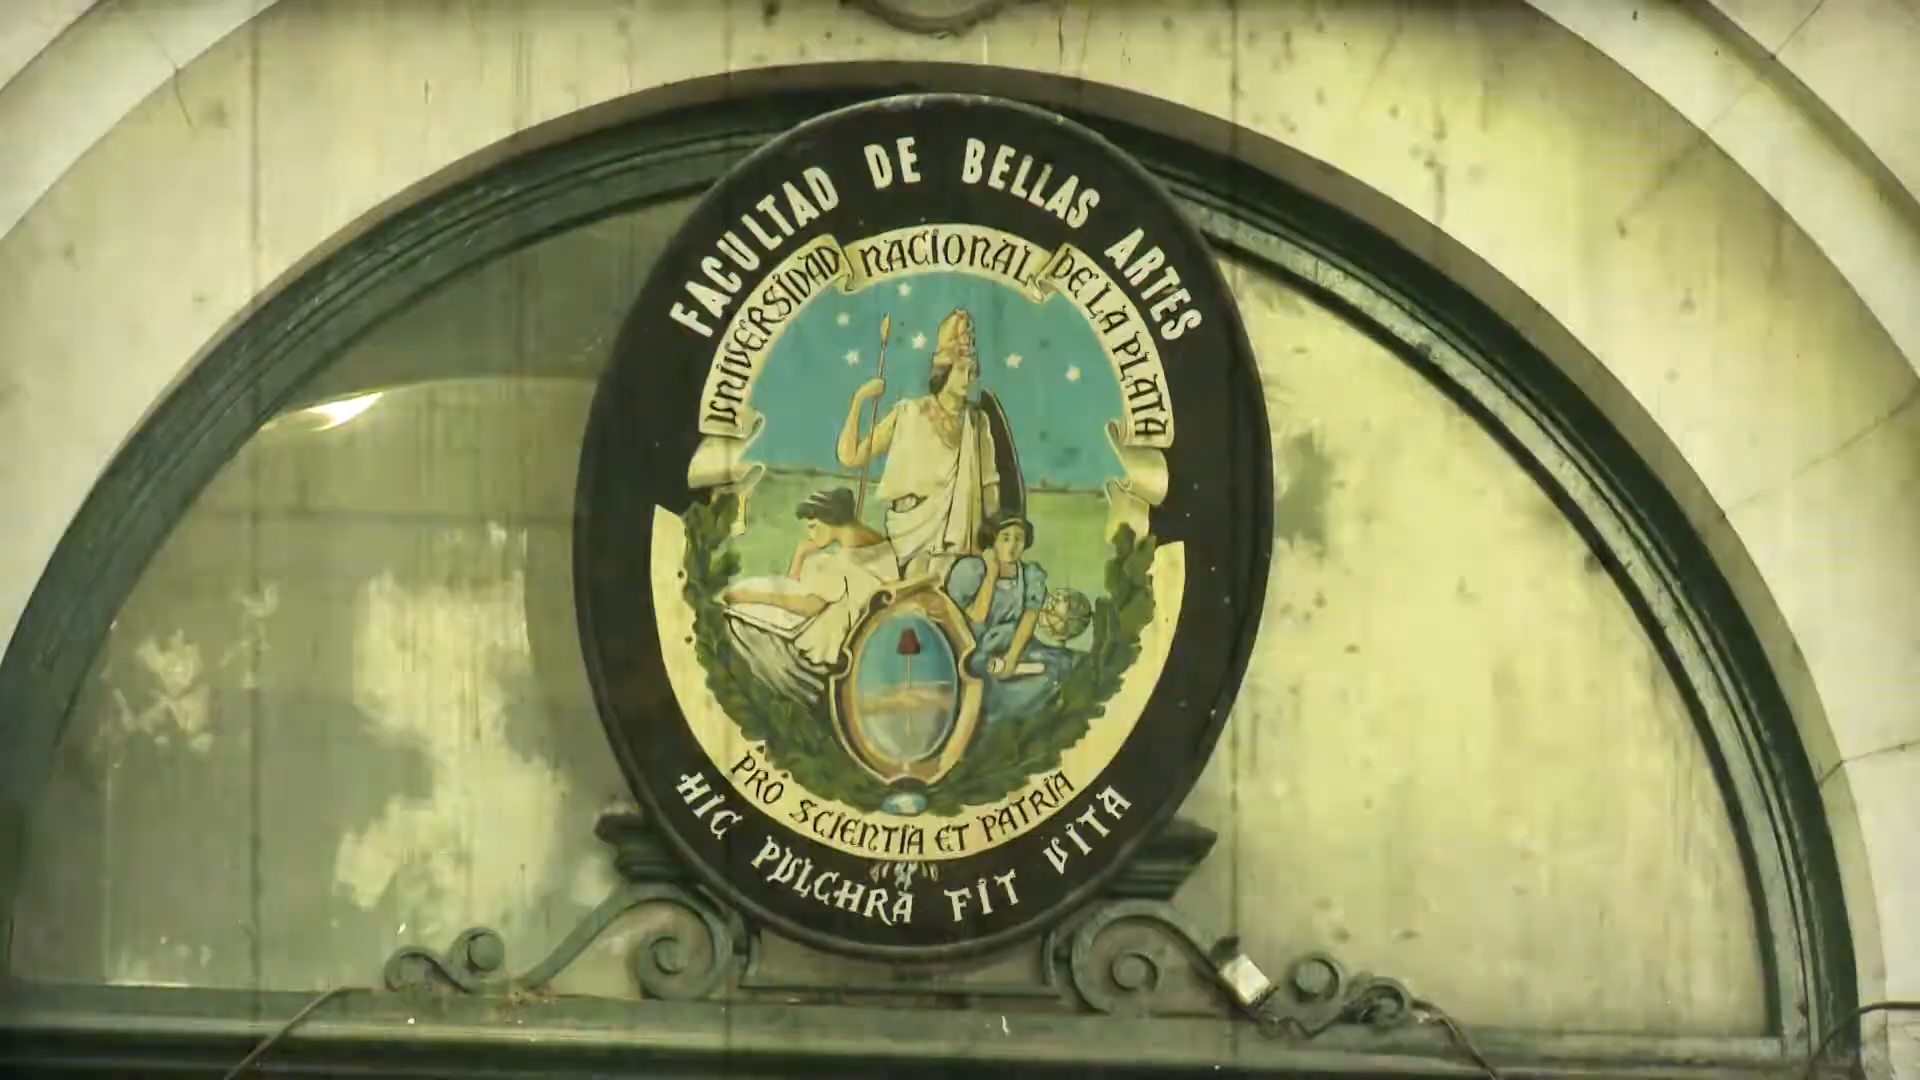 FACULTAD DE BELLAS ARTES
UNIVERSIDAD NACIONAL DE LA PLATA
PRO SCIENTIA ET PATRIA
HIC PULCHRA FIT VITA